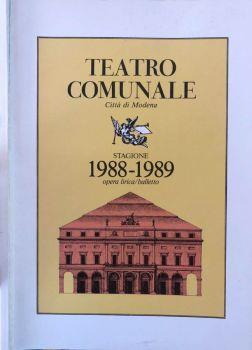 TEATRO
COMUNALE
Città di Modena
STAGIONE
1988-1989
opera lirica/balletto